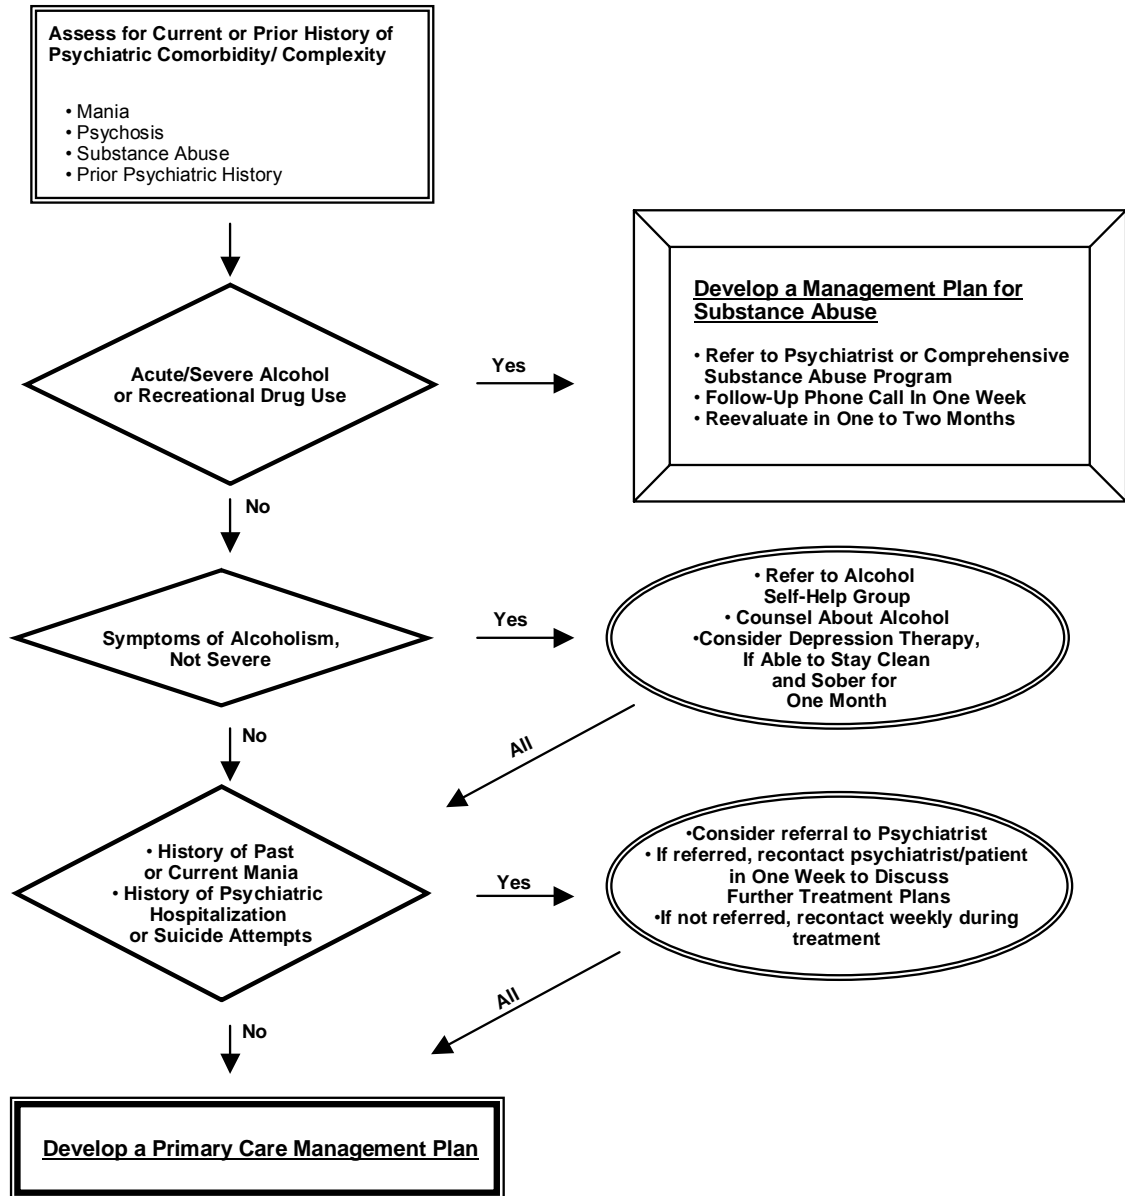 Assess for Current or Prior History of
Psychiatric Comorbidity/ Complexity
• Mania
• Psychosis
• Substance Abuse
• Prior Psychiatric History
Acute/Severe Alcohol
or Recreational Drug Use
Yes
Develop a Management Plan for
Substance Abuse
• Refer to Psychiatrist or Comprehensive
Substance Abuse Program
• Follow-Up Phone Call In One Week
• Reevaluate in One to Two Months
No
Symptoms of Alcoholism,
Not Severe
Yes
• Refer to Alcohol
Self-Help Group
• Counsel About Alcohol
•Consider Depression Therapy,
If Able to Stay Clean
and Sober for
One Month
No
All
• History of Past
or Current Mania
• History of Psychiatric
Hospitalization
or Suicide Attempts
Yes
•Consider referral to Psychiatrist
• If referred, recontact psychiatrist/patient
in One Week to Discuss
Further Treatment Plans
•If not referred, recontact weekly during
treatment
All
No
Develop a Primary Care Management Plan